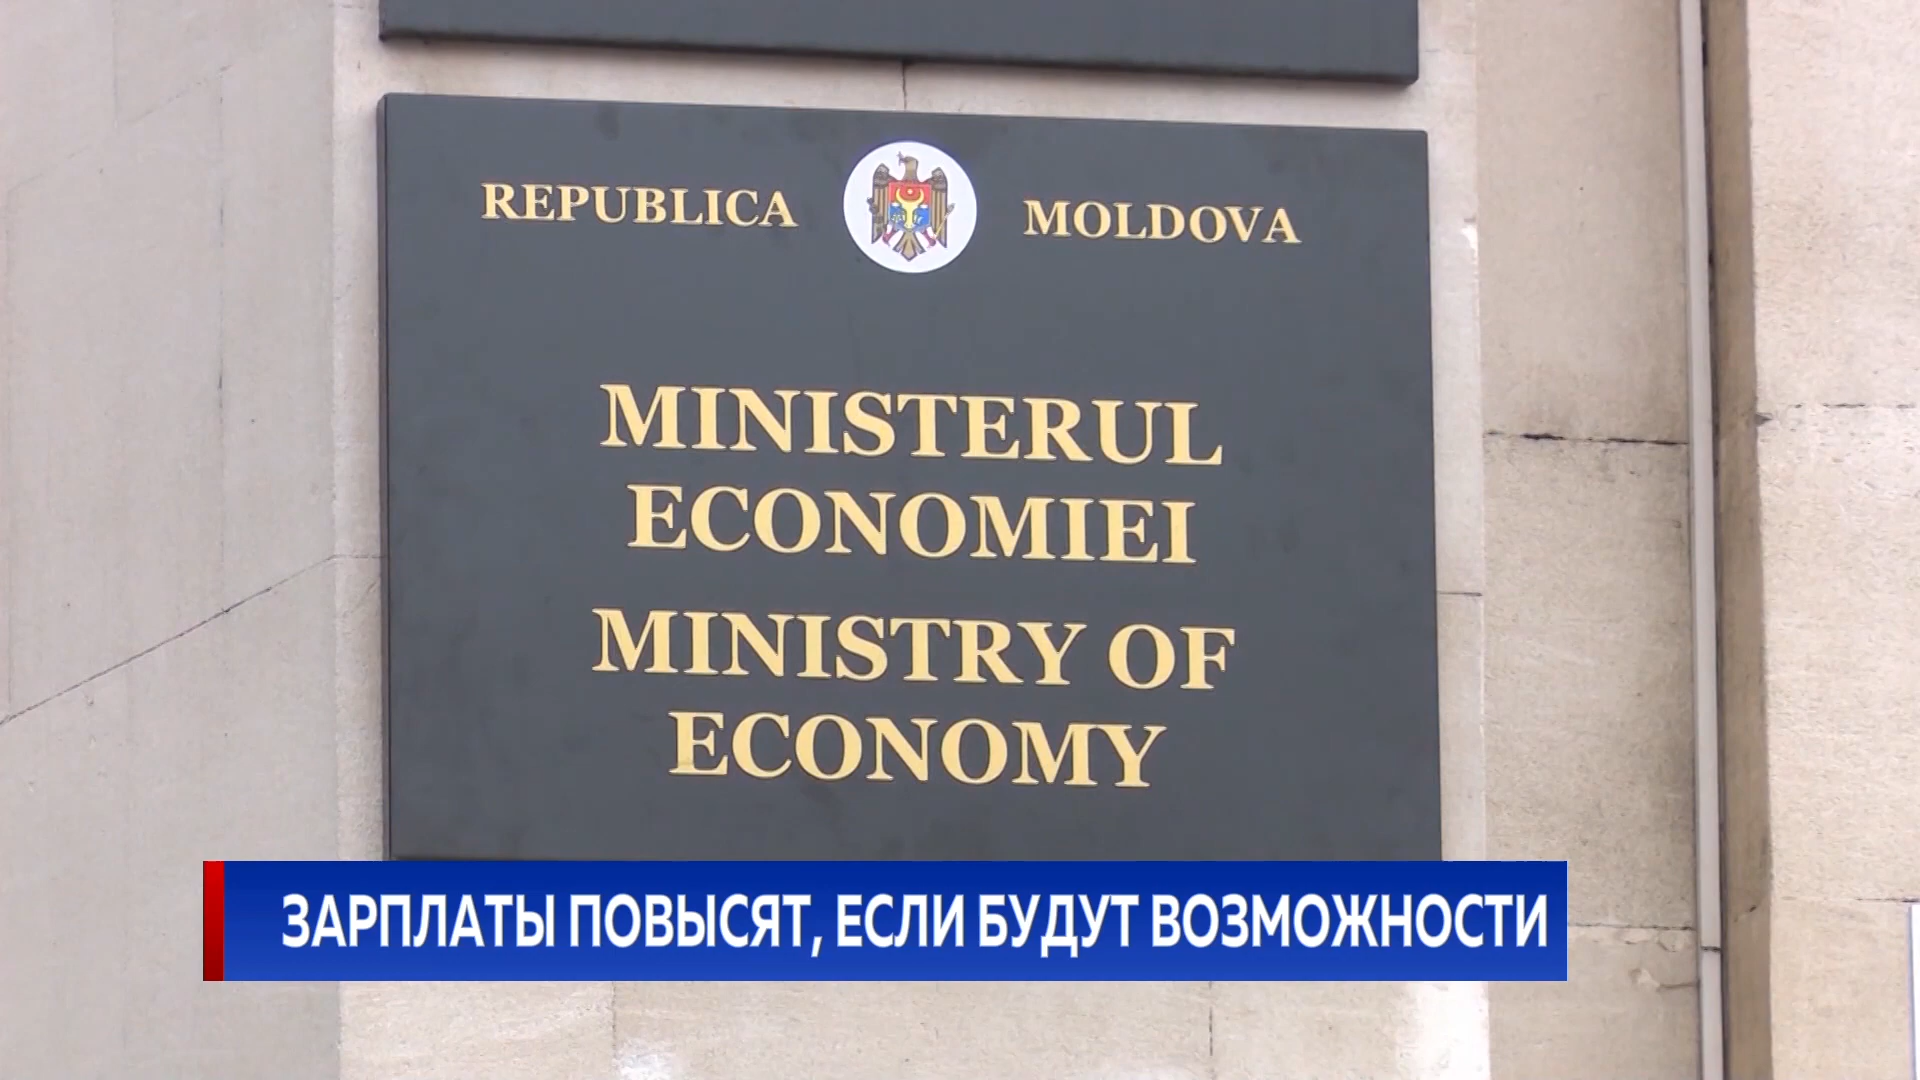 REPUBLICA MOLDOVA
MINISTERUL
ECONOMIEI
MINISTRY OF
ECONOMY
ЗАРПЛАТЫ ПОВЫСЯТ, ЕСЛИ БУДУТ ВОЗМОЖНОСТИ